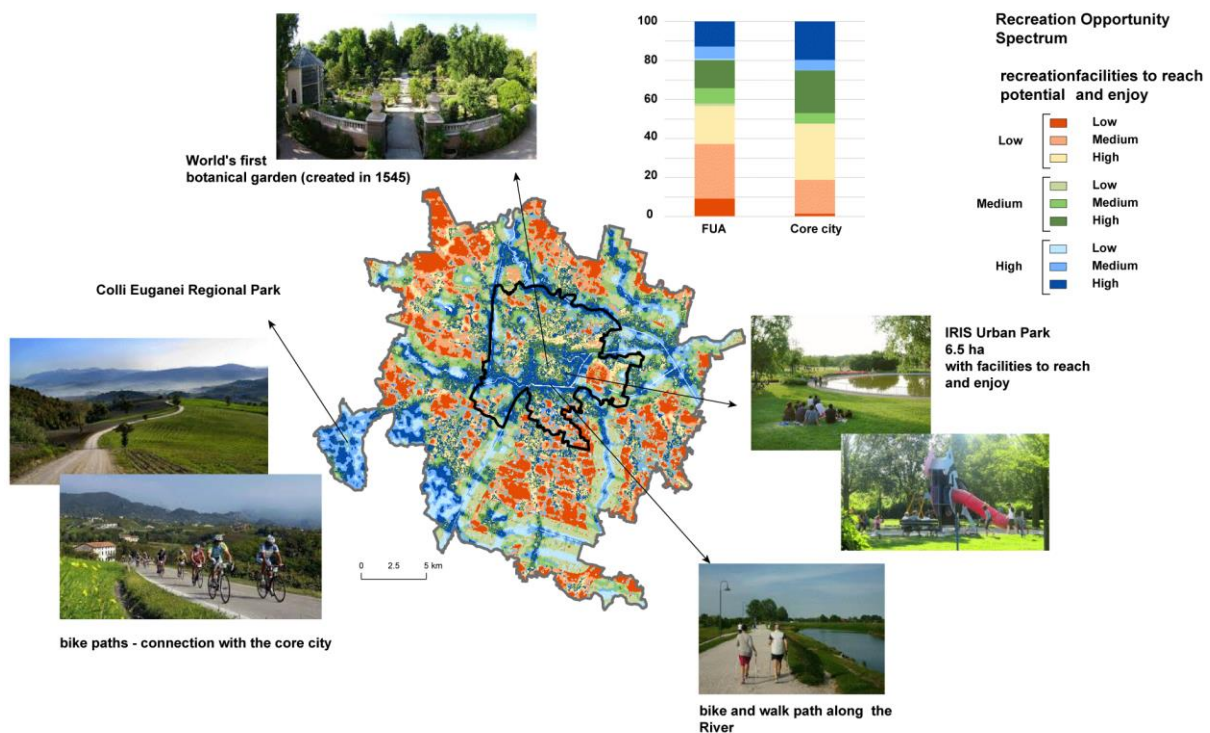 World's first
botanical garden (created in 1545)
100
80
60
40
20
0
FUA
Core city
Recreation Opportunity
Spectrum
recreation facilities to reach
potential and enjoy
Low
Low
Medium
High
Medium
Low
Medium
High
High
Low
Medium
High
Colli Euganei Regional Park
IRIS Urban Park
6.5 ha
with facilities to reach
and enjoy
0 2.5 5 km
bike paths - connection with the core city
bike and walk path along the
River